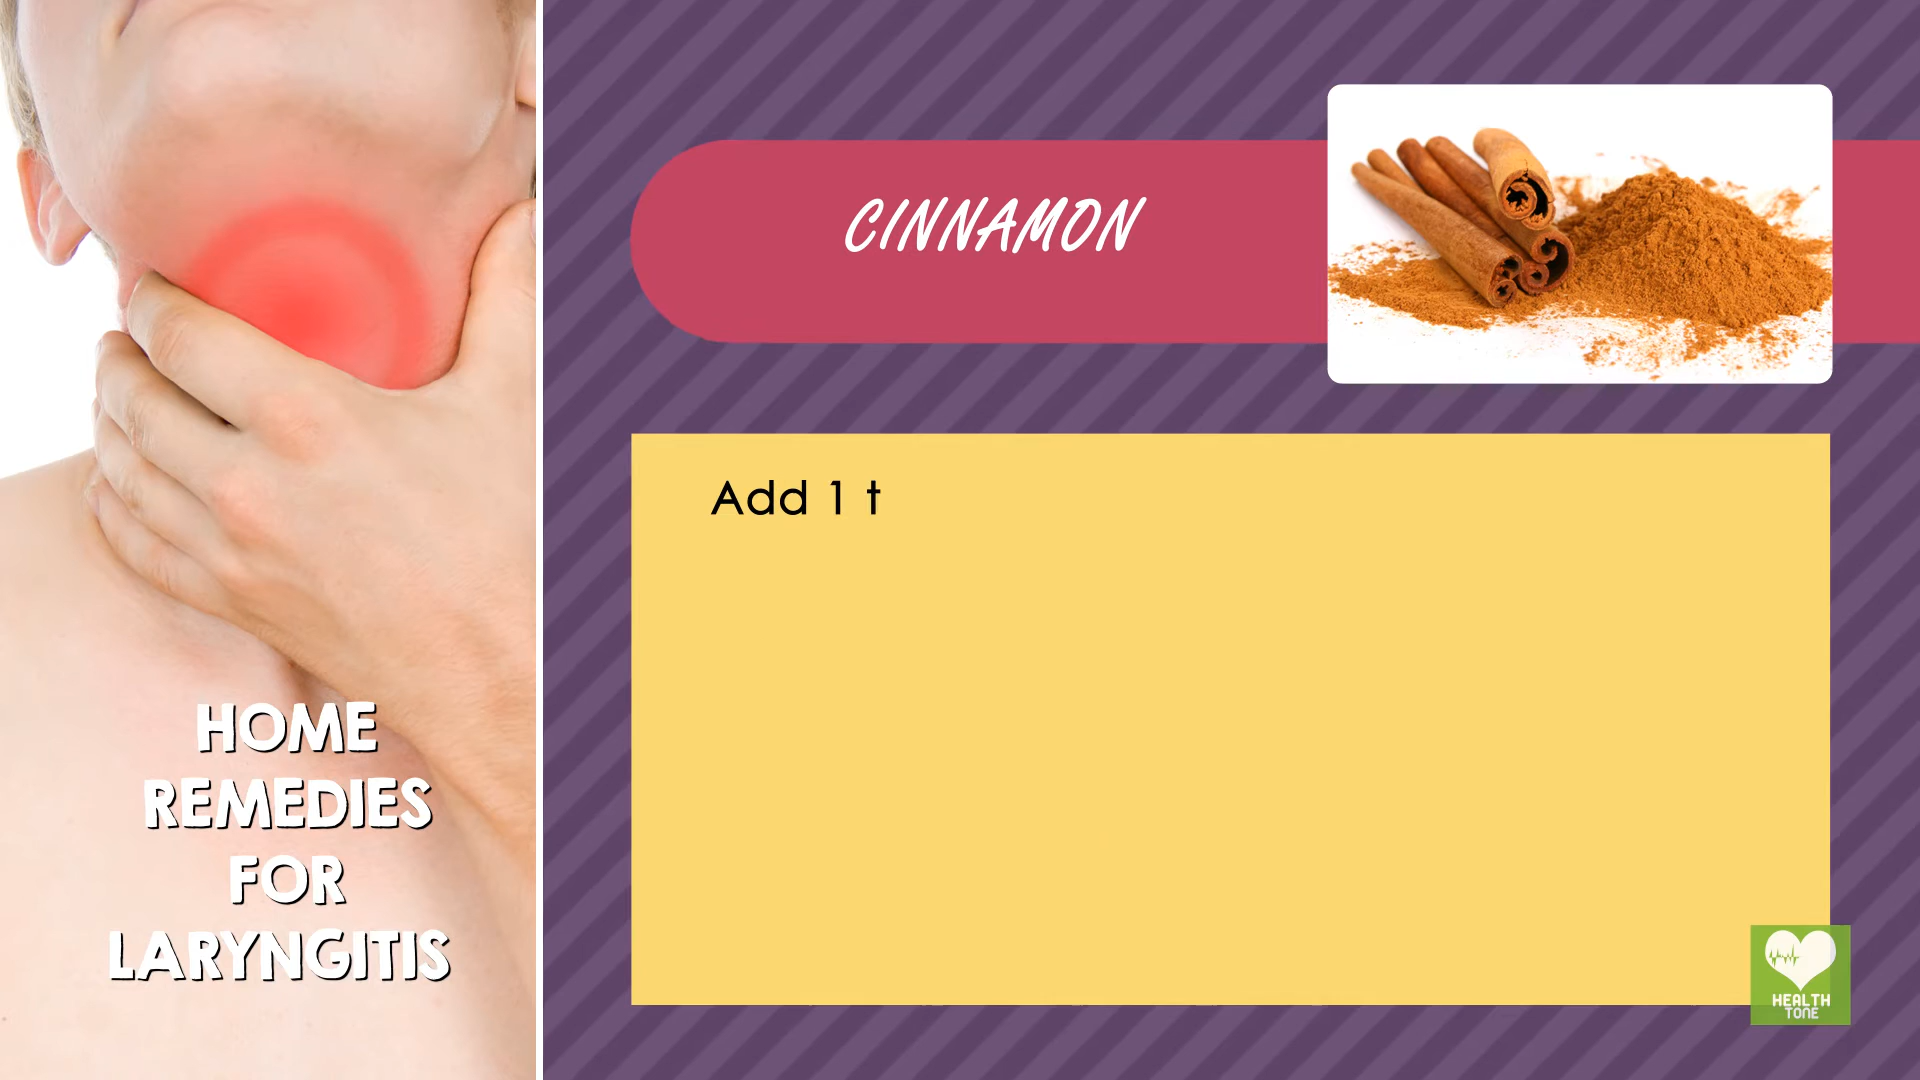 CINNAMON
Add 1 t
HOME
REMEDIES
FOR
LARYNGITIS
HEALTH
TONE